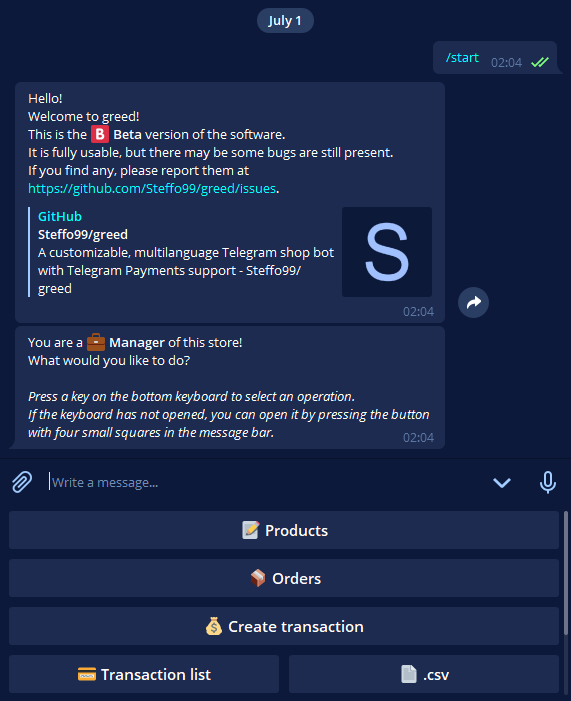 July 1
/start 02:04
Hello!
Welcome to greed!
This is the 🅱 Beta version of the software.
It is fully usable, but there may be some bugs are still present.
If you find any, please report them at
https://github.com/Steffo99/greed/issues.
GitHub
Steffo99/greed
A customizable, multilanguage Telegram shop bot
with Telegram Payments support - Steffo99/
greed
S
02:04
You are a 💼 Manager of this store!
What would you like to do?
Press a key on the bottom keyboard to select an operation.
If the keyboard has not opened, you can open it by pressing the button
with four small squares in the message bar.
02:04
Write a message...
📝 Products
📦 Orders
💰 Create transaction
💳 Transaction list
📄 .csv